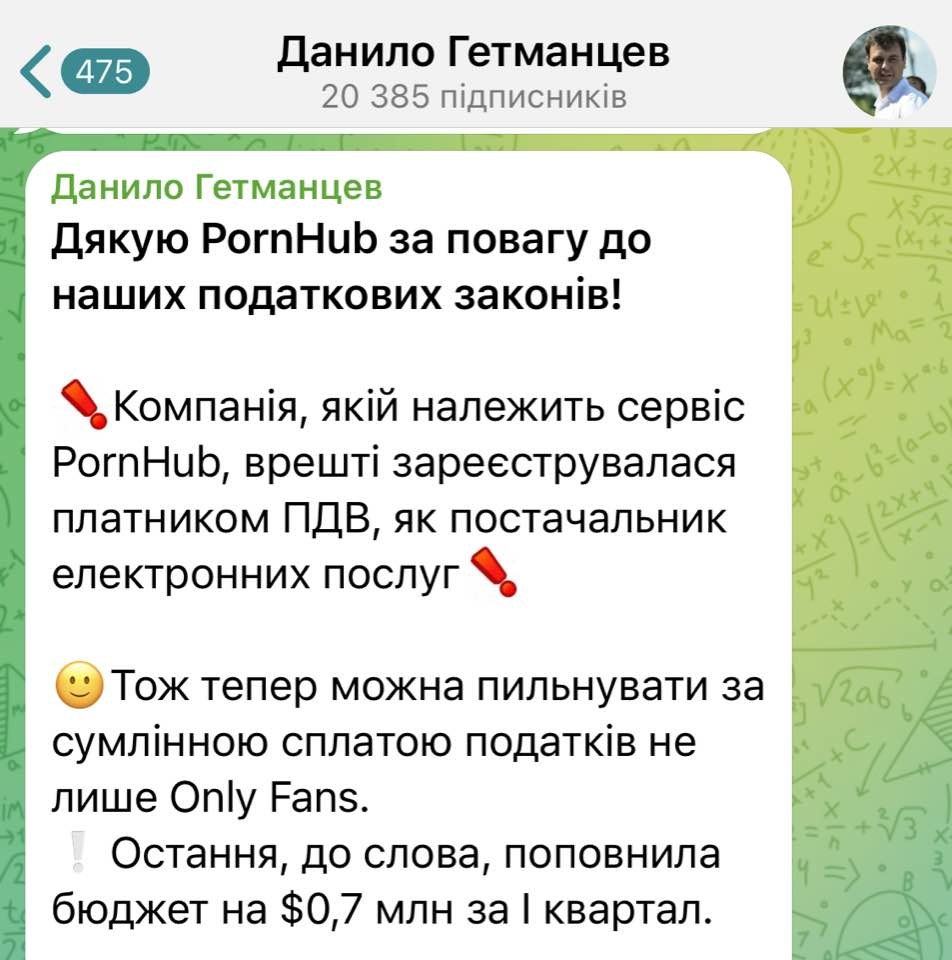 475
Данило Гетманцев
20 385 підписників
Данило Гетманцев
Дякую PornHub за повагу до
наших податкових законів!
❗Компанія, якій належить сервіс
PornHub, врешті зареєструвалася
платником ПДВ, як постачальник
електронних послуг❗
🙂Тож тепер можна пильнувати за
сумлінною сплатою податків не
лише Only Fans.
❕ Остання, до слова, поповнила
бюджет на $0,7 млн за І квартал.